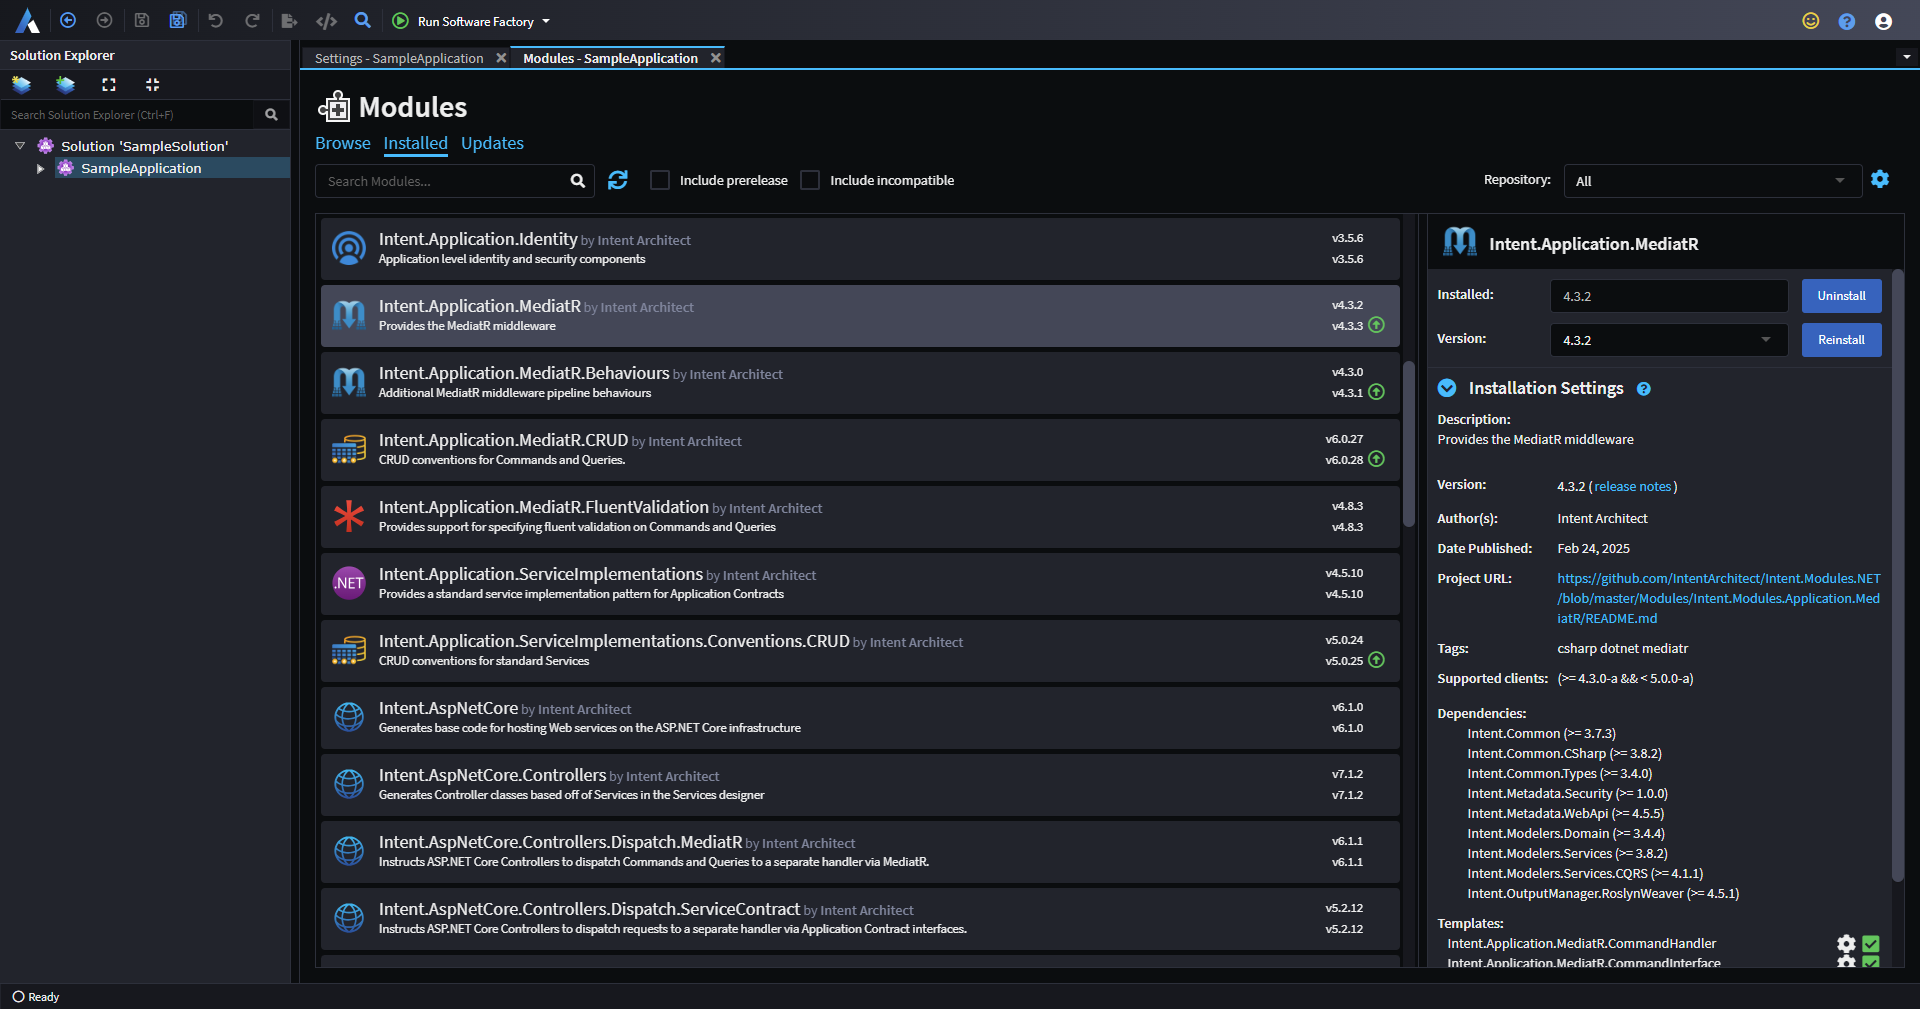 Run Software Factory
Solution Explorer
Search Solution Explorer (Ctrl+F)
Solution 'SampleSolution'
SampleApplication
Settings - SampleApplication
Modules - SampleApplication
Modules
Browse Installed Updates
Search Modules...
Include prerelease
Include incompatible
Repository: All
Intent.Application.Identity by Intent Architect v3.5.6
Application level identity and security components v3.5.6
Intent.Application.MediatR by Intent Architect v4.3.2
Provides the MediatR middleware v4.3.3
Intent.Application.MediatR.Behaviours by Intent Architect v4.3.0
Additional MediatR middleware pipeline behaviours v4.3.1
Intent.Application.MediatR.CRUD by Intent Architect v6.0.27
CRUD conventions for Commands and Queries. v6.0.28
Intent.Application.MediatR.FluentValidation by Intent Architect v4.8.3
Provides support for specifying fluent validation on Commands and Queries v4.8.3
.NET
Intent.Application.ServiceImplementations by Intent Architect v4.5.10
Provides a standard service implementation pattern for Application Contracts v4.5.10
Intent.Application.ServiceImplementations.Conventions.CRUD by Intent Architect v5.0.24
CRUD conventions for standard Services v5.0.25
Intent.AspNetCore by Intent Architect v6.1.0
Generates base code for hosting Web services on the ASP.NET Core infrastructure v6.1.0
Intent.AspNetCore.Controllers by Intent Architect v7.1.2
Generates Controller classes based off of Services in the Services designer v7.1.2
Intent.AspNetCore.Controllers.Dispatch.MediatR by Intent Architect v6.1.1
Instructs ASP.NET Core Controllers to dispatch Commands and Queries to a separate handler via MediatR. v6.1.1
Intent.AspNetCore.Controllers.Dispatch.ServiceContract by Intent Architect v5.2.12
Instructs ASP.NET Core Controllers to dispatch requests to a separate handler via Application Contract interfaces. v5.2.12
Intent.Application.MediatR
Installed: 4.3.2 Uninstall
Version: 4.3.2 Reinstall
Installation Settings ?
Description:
Provides the MediatR middleware
Version: 4.3.2 ( release notes )
Author(s): Intent Architect
Date Published: Feb 24, 2025
Project URL: https://github.com/IntentArchitect/Intent.Modules.NET
/blob/master/Modules/Intent.Modules.Application.Med
iatR/README.md
Tags: csharp dotnet mediatr
Supported clients: (>= 4.3.0-a && < 5.0.0-a)
Dependencies:
Intent.Common (>= 3.7.3)
Intent.Common.CSharp (>= 3.8.2)
Intent.Common.Types (>= 3.4.0)
Intent.Metadata.Security (>= 1.0.0)
Intent.Metadata.WebApi (>= 4.5.5)
Intent.Modelers.Domain (>= 3.4.4)
Intent.Modelers.Services (>= 3.8.2)
Intent.Modelers.Services.CQRS (>= 4.1.1)
Intent.OutputManager.RoslynWeaver (>= 4.5.1)
Templates:
Intent.Application.MediatR.CommandHandler
Intent.Application.MediatR.CommandInterface
Ready